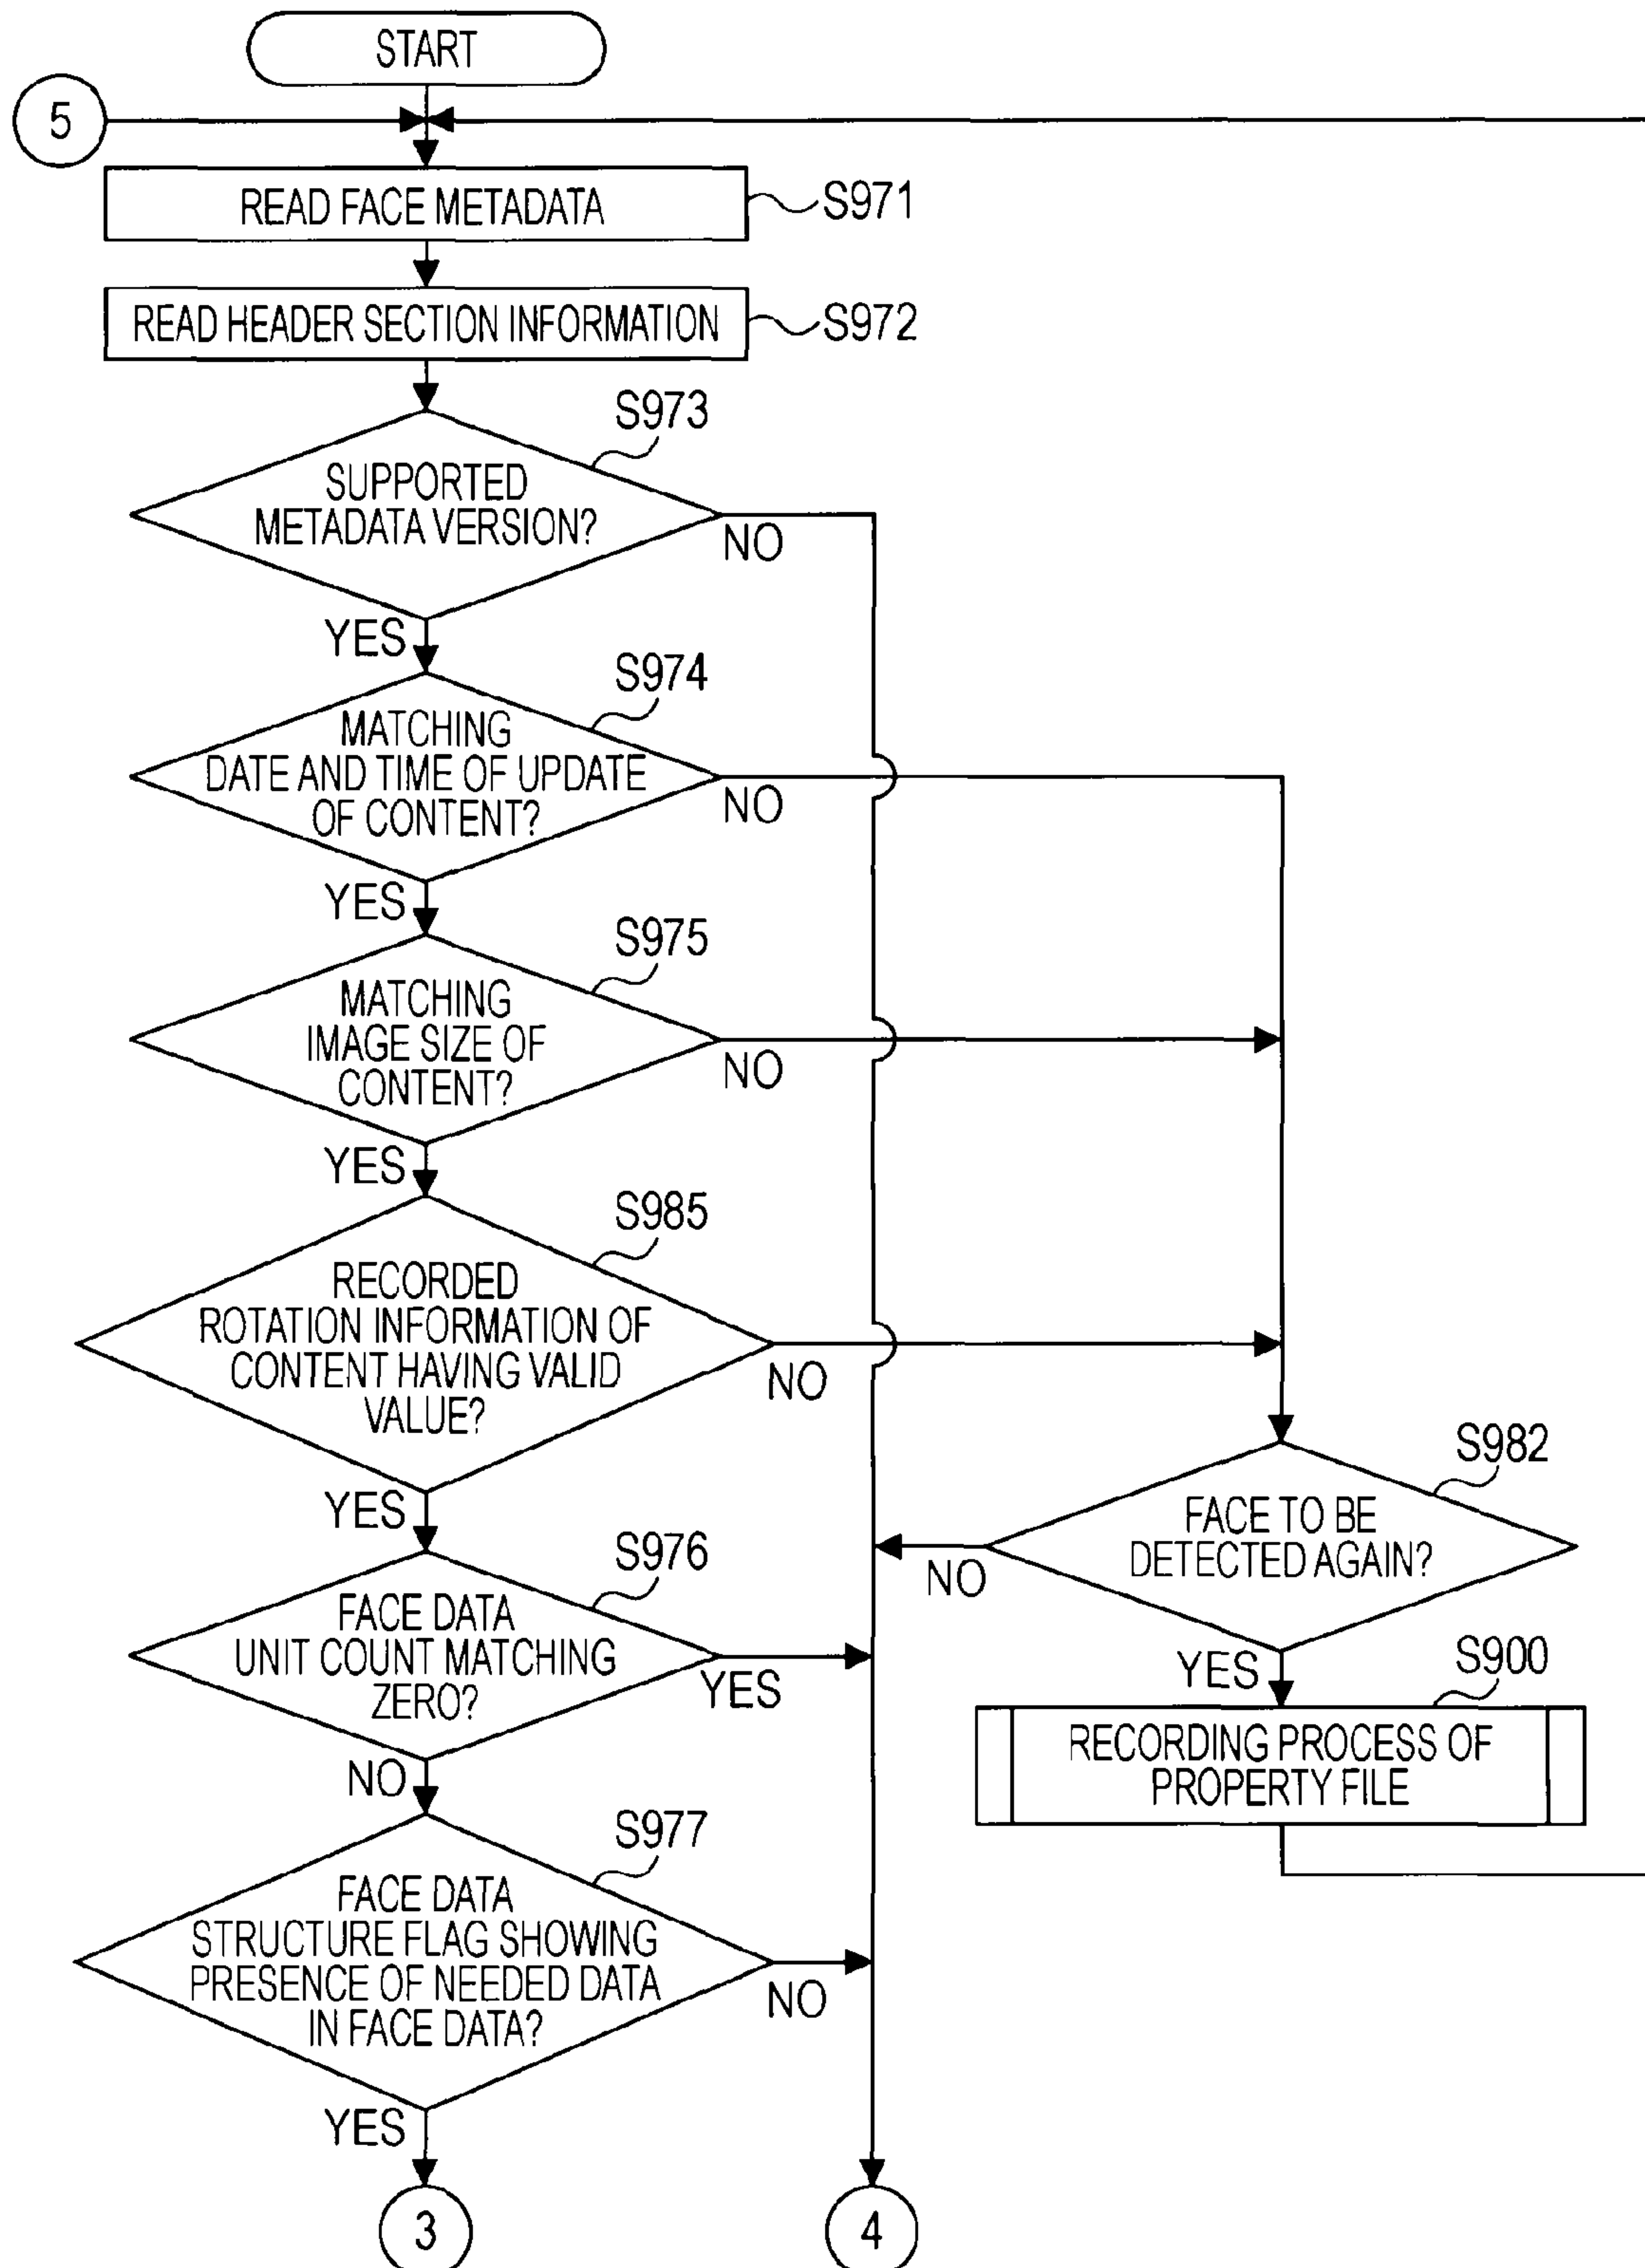 START
5
READ FACE METADATA
S971
READ HEADER SECTION INFORMATION
S972
S973
SUPPORTED
METADATA VERSION?
NO
YES
S974
MATCHING
DATE AND TIME OF UPDATE
OF CONTENT?
NO
YES
S975
MATCHING
IMAGE SIZE OF
CONTENT?
NO
YES
S985
RECORDED
ROTATION INFORMATION OF
CONTENT HAVING VALID
VALUE?
NO
YES
S982
FACE TO BE
DETECTED AGAIN?
NO
YES
S976
FACE DATA
UNIT COUNT MATCHING
ZERO?
YES
NO
S900
RECORDING PROCESS OF
PROPERTY FILE
S977
FACE DATA
STRUCTURE FLAG SHOWING
PRESENCE OF NEEDED DATA
IN FACE DATA?
NO
YES
3
4